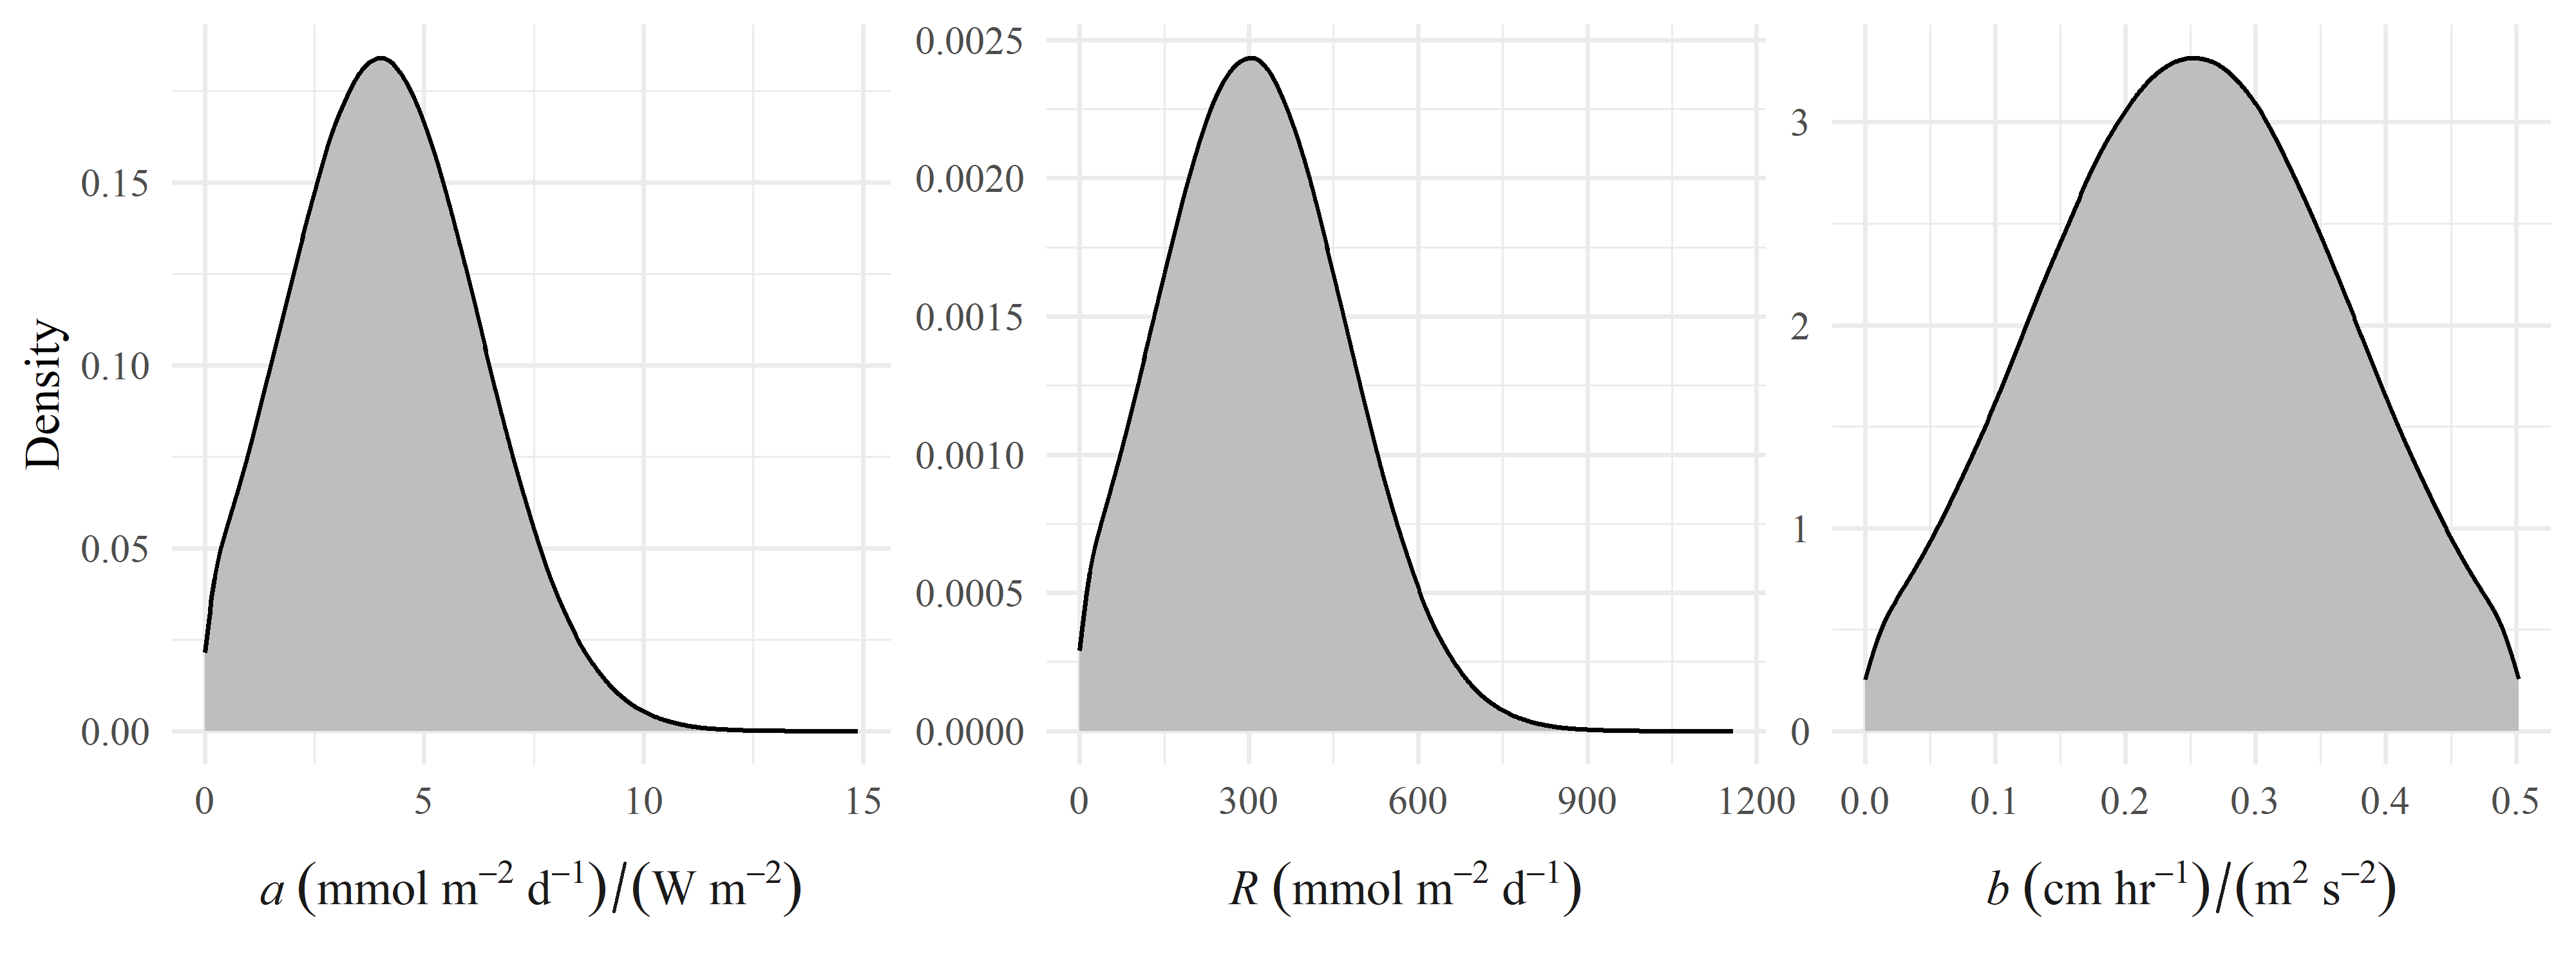 Density
0.15
0.10
0.05
0.00
0 5 10 15
a (mmol m⁻² d⁻¹)/(W m⁻²)
0.0025
0.0020
0.0015
0.0010
0.0005
0.0000
0 300 600 900 1200
R (mmol m⁻² d⁻¹)
3
2
1
0
0.0 0.1 0.2 0.3 0.4 0.5
b (cm hr⁻¹)/(m² s⁻²)